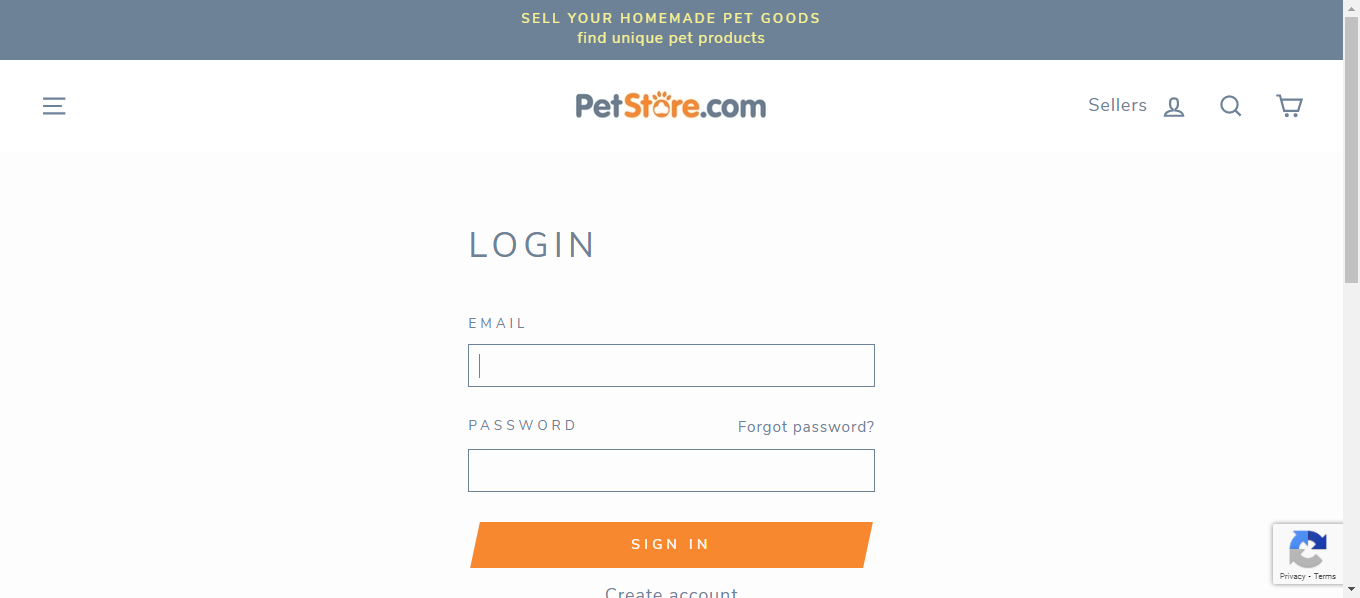 SELL YOUR HOMEMADE PET GOODS
find unique pet products
PetStore.com
Sellers
LOGIN
EMAIL
PASSWORD
Forgot password?
SIGN IN
Create account
Privacy - Terms